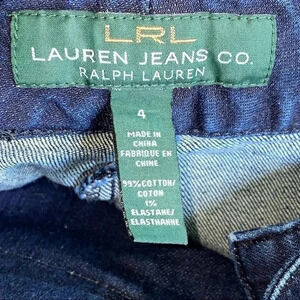 LRL
LAUREN JEANS CO.
RALPH LAUREN
4
MADE IN
CHINA
FABRIQUE EN
CHINE
99% COTTON/
COTON
1%
ELASTANE/
ELASTHANNE